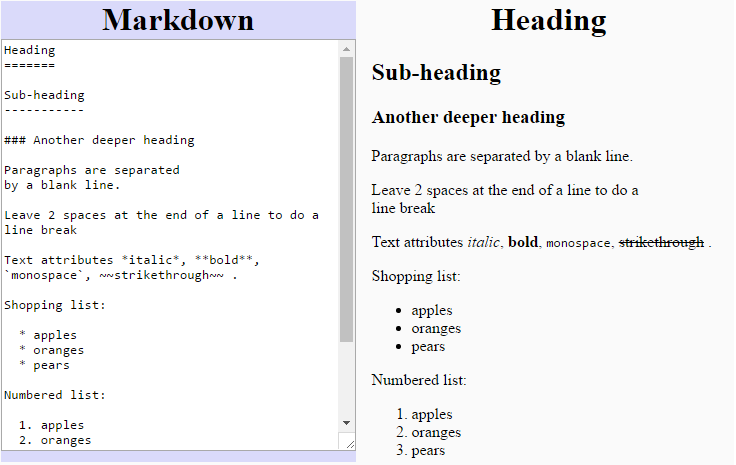 Markdown
Heading
=======
Sub-heading
-----------
### Another deeper heading
Paragraphs are separated
by a blank line.
Leave 2 spaces at the end of a line to do a
line break
Text attributes *italic*, **bold**,
`monospace`, ~~strikethrough~~ .
Shopping list:
* apples
* oranges
* pears
Numbered list:
1. apples
2. oranges
Heading
Sub-heading
Another deeper heading
Paragraphs are separated by a blank line.
Leave 2 spaces at the end of a line to do a
line break
Text attributes italic, bold, monospace, strikethrough .
Shopping list:
• apples
• oranges
• pears
Numbered list:
1. apples
2. oranges
3. pears